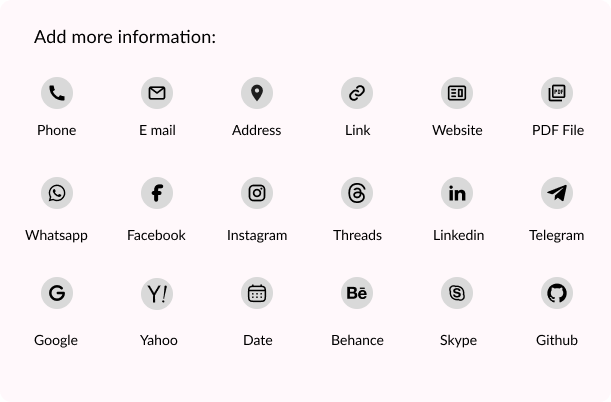 Add more information:
Phone E mail Address Link Website PDF File
Whatsapp Facebook Instagram Threads Linkedin Telegram
Google Yahoo Date Behance Skype Github